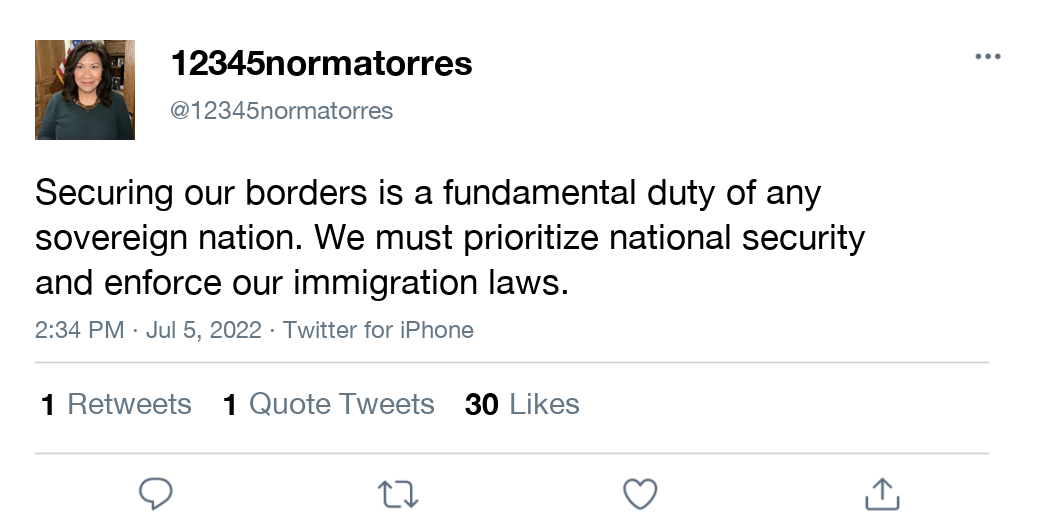 12345normatorres
@12345normatorres
Securing our borders is a fundamental duty of any
sovereign nation. We must prioritize national security
and enforce our immigration laws.
2:34 PM · Jul 5, 2022 · Twitter for iPhone
1 Retweets 1 Quote Tweets 30 Likes